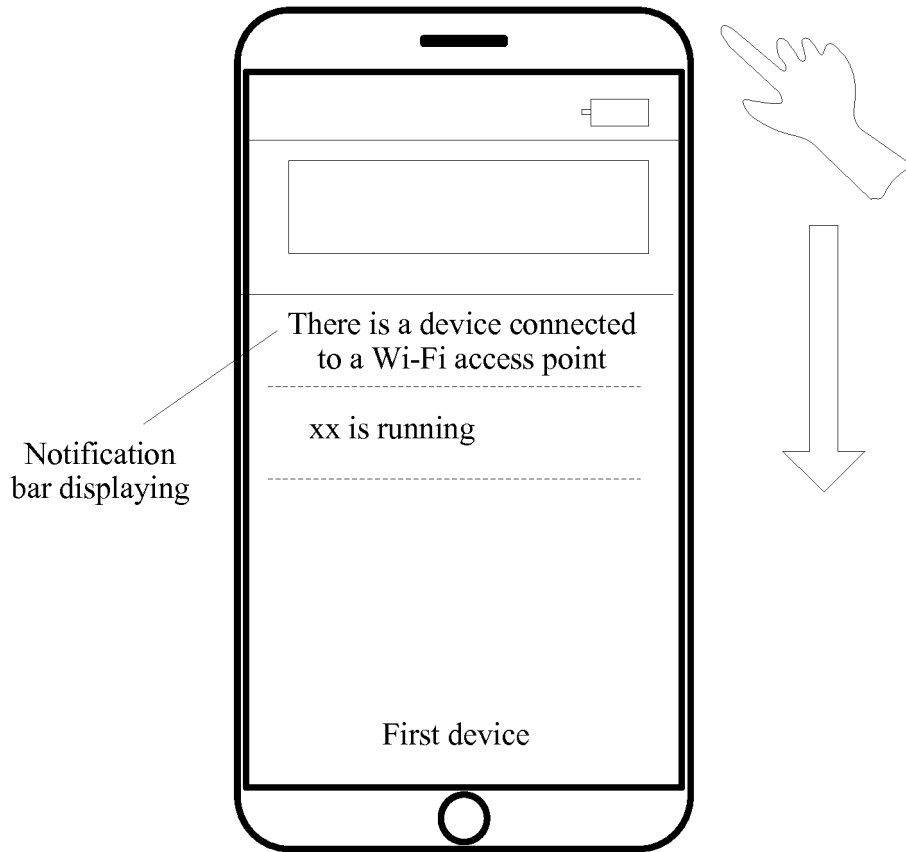 There is a device connected
to a Wi-Fi access point
xx is running
Notification
bar displaying
First device